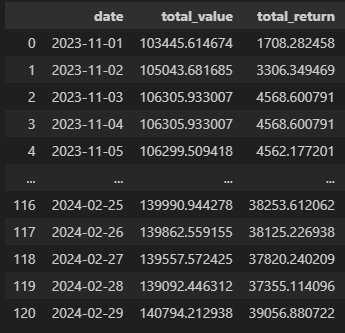 date total_value total_return
0 2023-11-01 103445.614674 1708.282458
1 2023-11-02 105043.681685 3306.349469
2 2023-11-03 106305.933007 4568.600791
3 2023-11-04 106305.933007 4568.600791
4 2023-11-05 106299.509418 4562.177201
... ... ... ...
116 2024-02-25 139990.944278 38253.612062
117 2024-02-26 139862.559155 38125.226938
118 2024-02-27 139557.572425 37820.240209
119 2024-02-28 139092.446312 37355.114096
120 2024-02-29 140794.212938 39056.880722